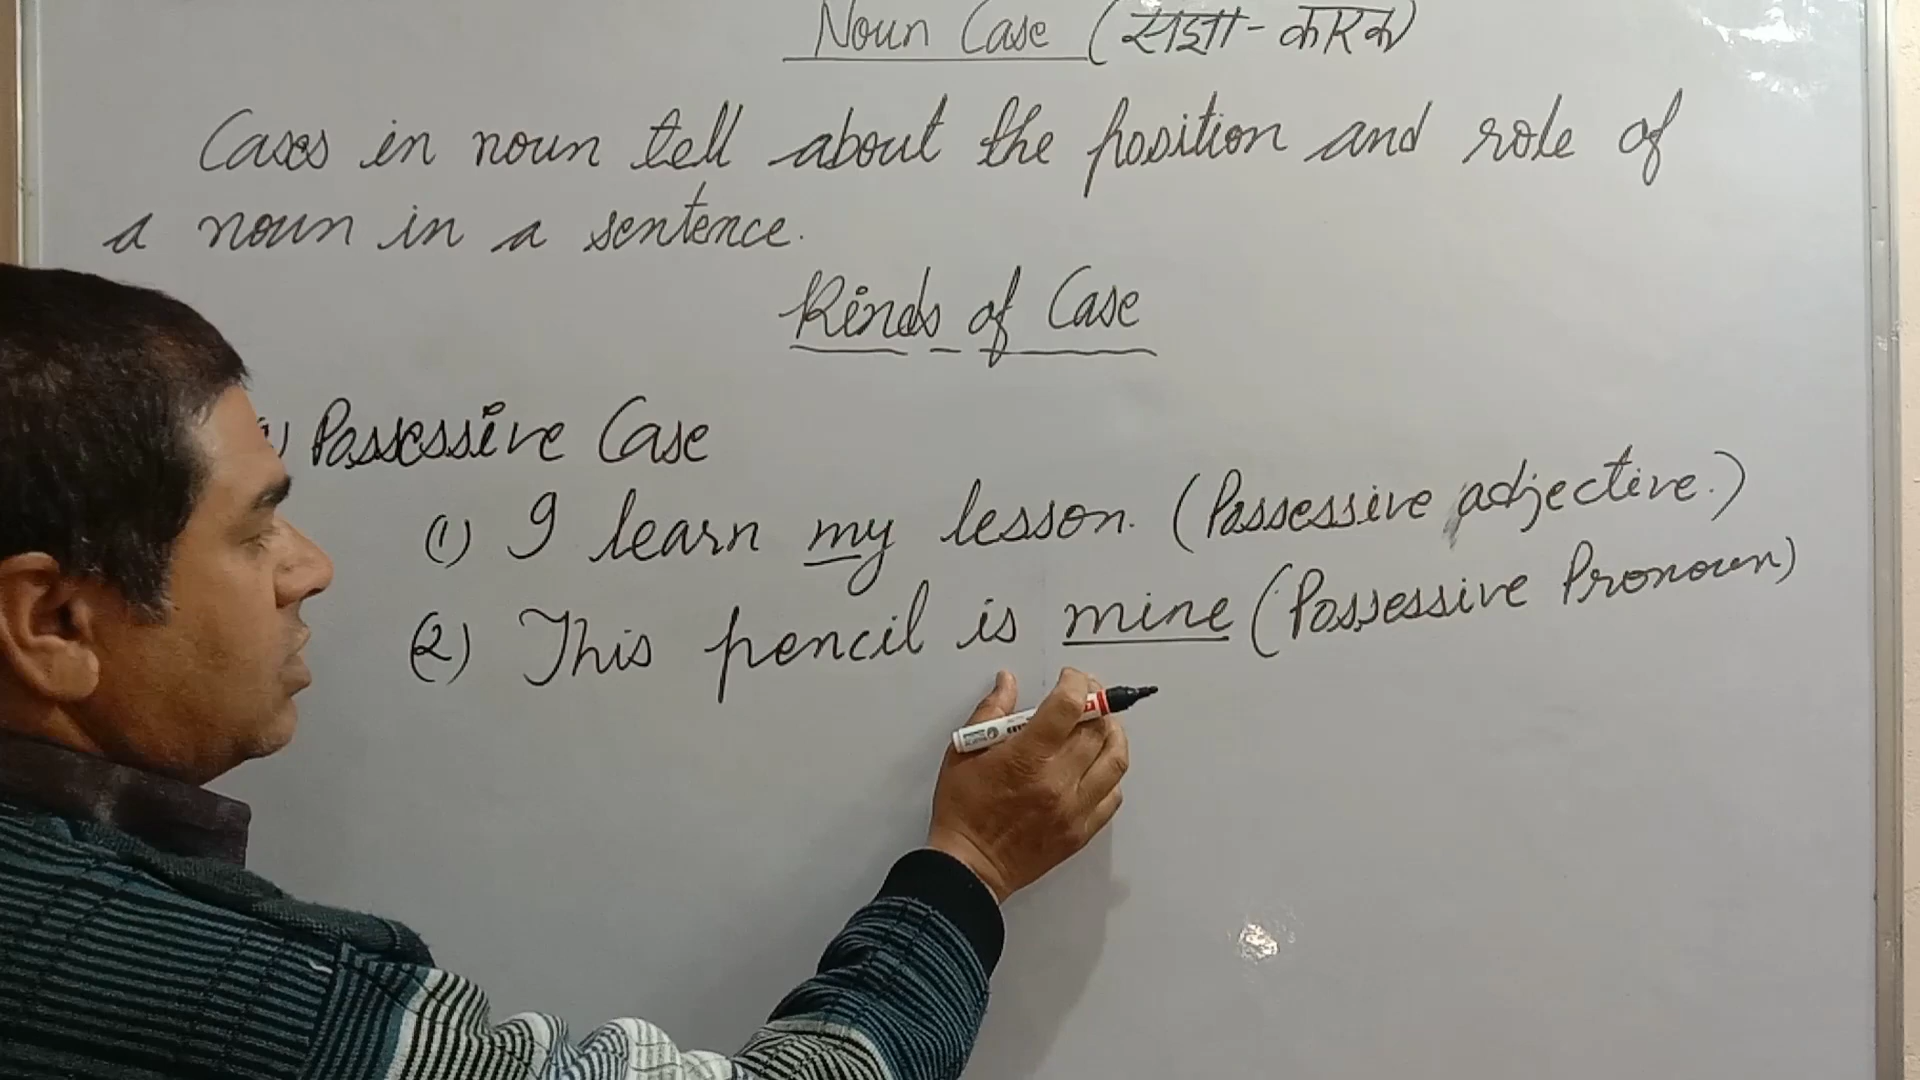 Noun Case (संज्ञा - कारक)
Cases in noun tell about the position and role of
a noun in a sentence.
Kinds of Case
Possessive Case
(1) I learn my lesson. (Possessive adjective.)
(2) This pencil is mine (Possessive Pronoun)